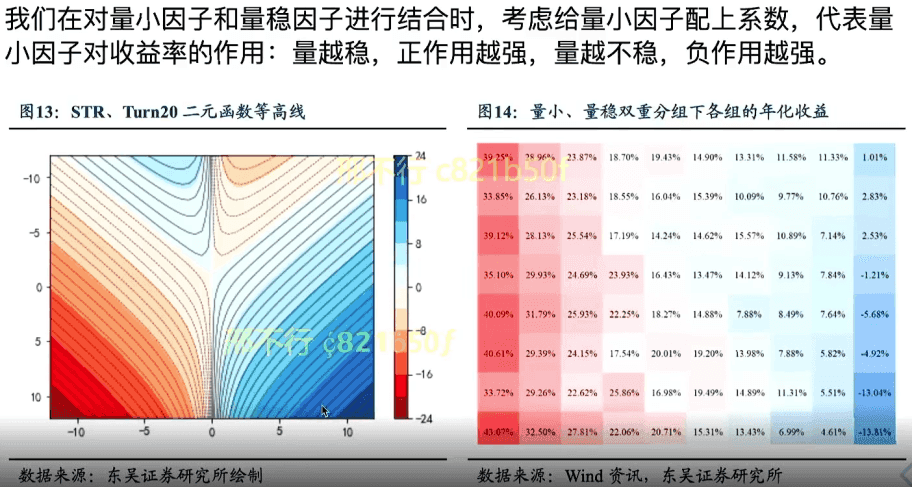 我们在对量小因子和量稳因子进行结合时，考虑给量小因子配上系数，代表量
小因子对收益率的作用：量越稳，正作用越强，量越不稳，负作用越强。
图13：STR、Turn20 二元函数等高线
图14：量小、量稳双重分组下各组的年化收益
-10
-5
0
5
10
-10 -5 0 5 10
24
16
8
0
-8
-16
-24
39.25% 28.96% 23.87% 18.70% 19.43% 14.90% 13.31% 11.58% 11.33% 1.01%
33.85% 26.13% 23.18% 18.55% 16.04% 15.39% 10.09% 9.77% 10.76% 2.83%
39.12% 28.13% 25.54% 17.19% 14.24% 14.62% 15.57% 10.89% 7.14% 2.53%
35.10% 29.93% 24.69% 23.93% 16.43% 13.47% 14.12% 9.13% 7.84% -1.21%
40.09% 31.79% 25.93% 22.25% 18.27% 14.88% 7.88% 8.49% 7.64% -5.68%
40.61% 29.39% 24.15% 17.54% 20.01% 19.20% 13.98% 7.88% 5.82% -4.92%
33.72% 29.26% 22.62% 25.86% 16.98% 19.49% 14.89% 11.31% 5.51% -13.04%
43.07% 32.50% 27.81% 22.06% 20.71% 15.31% 13.43% 6.99% 4.61% -13.81%
不行 c821b50f
不行 c821b50f
数据来源：东吴证券研究所绘制
数据来源：Wind 资讯，东吴证券研究所